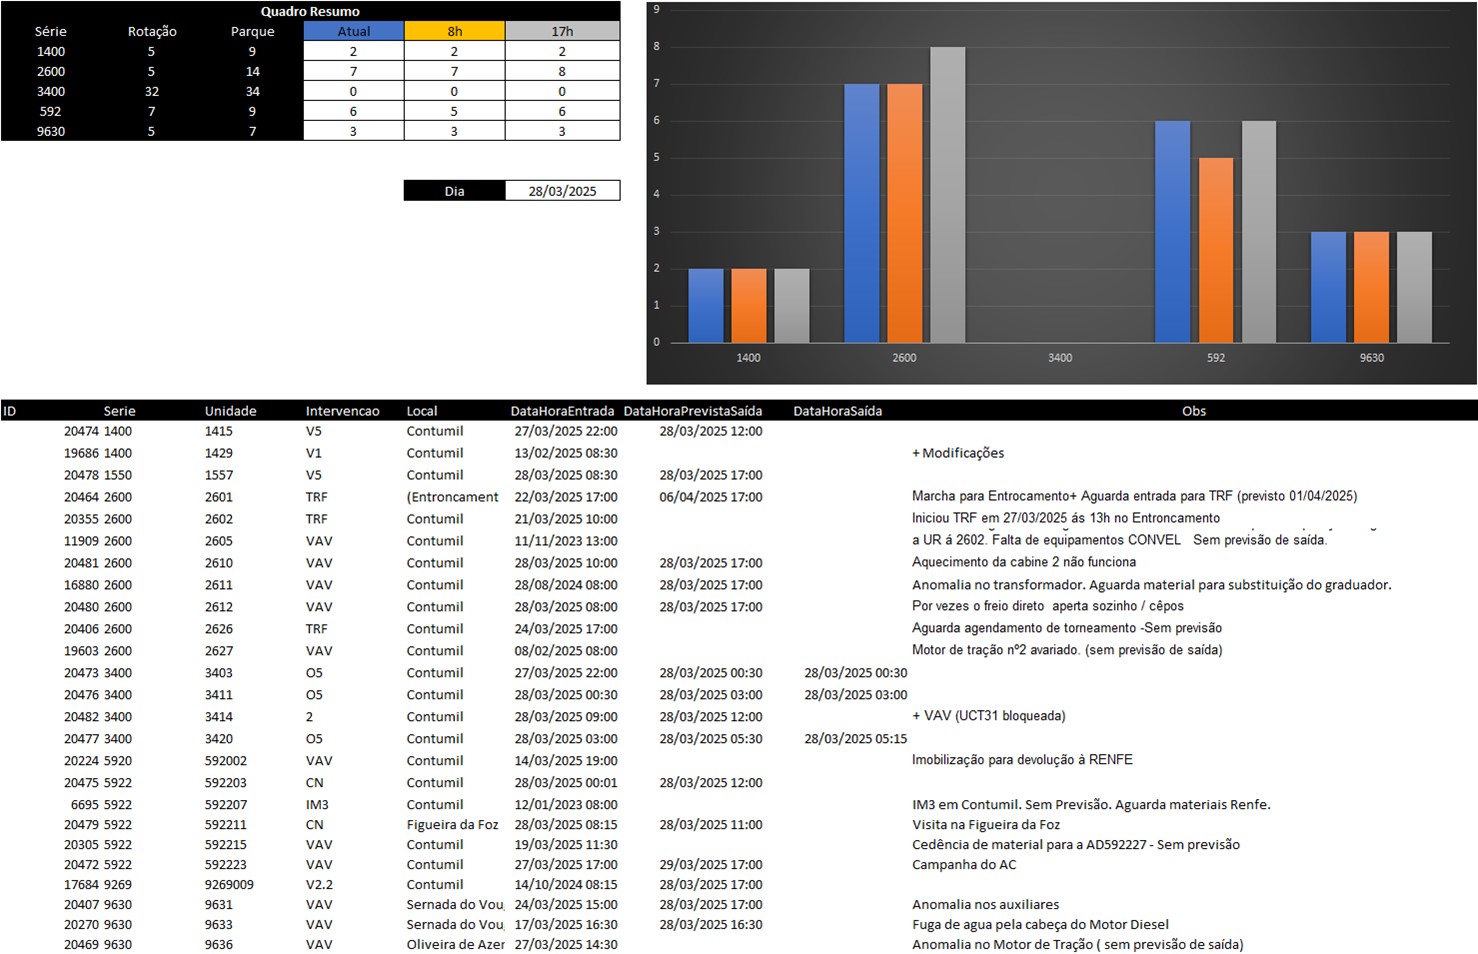 Quadro Resumo
Série Rotação Parque Atual 8h 17h
1400 5 9 2 2 2
2600 5 14 7 7 8
3400 32 34 0 0 0
592 7 9 6 5 6
9630 5 7 3 3 3
Dia 28/03/2025
9
8
7
6
5
4
3
2
1
0
1400 2600 3400 592 9630
ID Serie Unidade Intervencao Local DataHoraEntrada DataHoraPrevistaSaída DataHoraSaída Obs
20474 1400 1415 V5 Contumil 27/03/2025 22:00 28/03/2025 12:00
19686 1400 1429 V1 Contumil 13/02/2025 08:30 + Modificações
20478 1550 1557 V5 Contumil 28/03/2025 08:30 28/03/2025 17:00
20464 2600 2601 TRF (Entroncament 22/03/2025 17:00 06/04/2025 17:00 Marcha para Entrocamento+ Aguarda entrada para TRF (previsto 01/04/2025)
20355 2600 2602 TRF Contumil 21/03/2025 10:00 Iniciou TRF em 27/03/2025 ás 13h no Entroncamento
11909 2600 2605 VAV Contumil 11/11/2023 13:00 a UR á 2602. Falta de equipamentos CONVEL Sem previsão de saída.
20481 2600 2610 VAV Contumil 28/03/2025 10:00 28/03/2025 17:00 Aquecimento da cabine 2 não funciona
16880 2600 2611 VAV Contumil 28/08/2024 08:00 28/03/2025 17:00 Anomalia no transformador. Aguarda material para substituição do graduador.
20480 2600 2612 VAV Contumil 28/03/2025 08:00 28/03/2025 17:00 Por vezes o freio direto aperta sozinho / cêpos
20406 2600 2626 TRF Contumil 24/03/2025 17:00 Aguarda agendamento de torneamento -Sem previsão
19603 2600 2627 VAV Contumil 08/02/2025 08:00 Motor de tração nº2 avariado. (sem previsão de saída)
20473 3400 3403 O5 Contumil 27/03/2025 22:00 28/03/2025 00:30 28/03/2025 00:30
20476 3400 3411 O5 Contumil 28/03/2025 00:30 28/03/2025 03:00 28/03/2025 03:00
20482 3400 3414 2 Contumil 28/03/2025 09:00 28/03/2025 12:00 + VAV (UCT31 bloqueada)
20477 3400 3420 O5 Contumil 28/03/2025 03:00 28/03/2025 05:30 28/03/2025 05:15
20224 5920 592002 VAV Contumil 14/03/2025 19:00 Imobilização para devolução à RENFE
20475 5922 592203 CN Contumil 28/03/2025 00:01 28/03/2025 12:00
6695 5922 592207 IM3 Contumil 12/01/2023 08:00 IM3 em Contumil. Sem Previsão. Aguarda materiais Renfe.
20479 5922 592211 CN Figueira da Foz 28/03/2025 08:15 28/03/2025 11:00 Visita na Figueira da Foz
20305 5922 592215 VAV Contumil 19/03/2025 11:30 Cedência de material para a AD592227 - Sem previsão
20472 5922 592223 VAV Contumil 27/03/2025 17:00 29/03/2025 17:00 Campanha do AC
17684 9269 9269009 V2.2 Contumil 14/10/2024 08:15 28/03/2025 17:00
20407 9630 9631 VAV Sernada do Vou 24/03/2025 15:00 28/03/2025 17:00 Anomalia nos auxiliares
20270 9630 9633 VAV Sernada do Vou 17/03/2025 16:30 28/03/2025 16:30 Fuga de agua pela cabeça do Motor Diesel
20469 9630 9636 VAV Oliveira de Azer 27/03/2025 14:30 Anomalia no Motor de Tração ( sem previsão de saída)